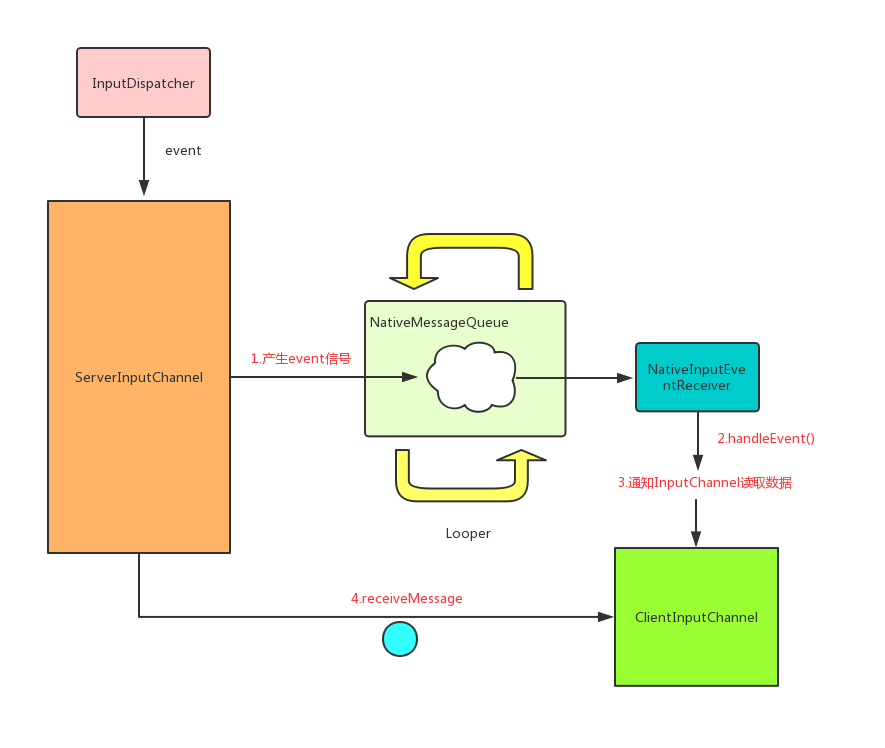 InputDispatcher
event
NativeMessageQueue
1.产生event信号
ServerInputChannel
NativeInputEve
ntReceiver
2.handleEvent()
3.通知InputChannel读取数据
Looper
4.receiveMessage
ClientInputChannel